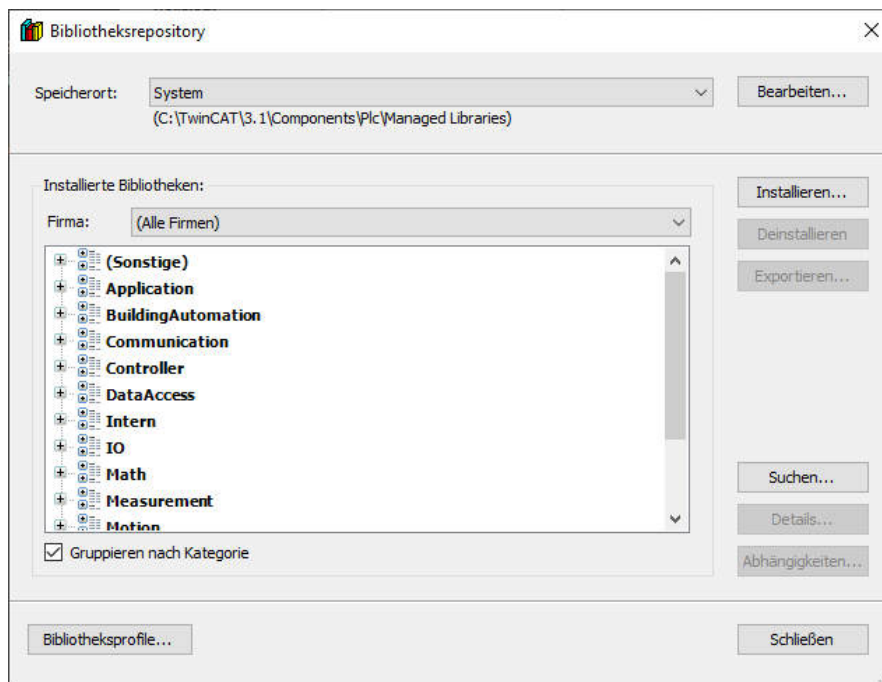 Bibliotheksrepository
Speicherort: System Bearbeiten...
(C:\TwinCAT\3.1\Components\Plc\Managed Libraries)
Installierte Bibliotheken: Installieren...
Firma: (Alle Firmen)
Deinstallieren
(Sonstige)
Exportieren...
Application
BuildingAutomation
Communication
Controller
DataAccess
Intern
IO
Math
Suchen...
Measurement
Motion
Details...
Gruppieren nach Kategorie
Abhängigkeiten...
Bibliotheksprofile... Schließen